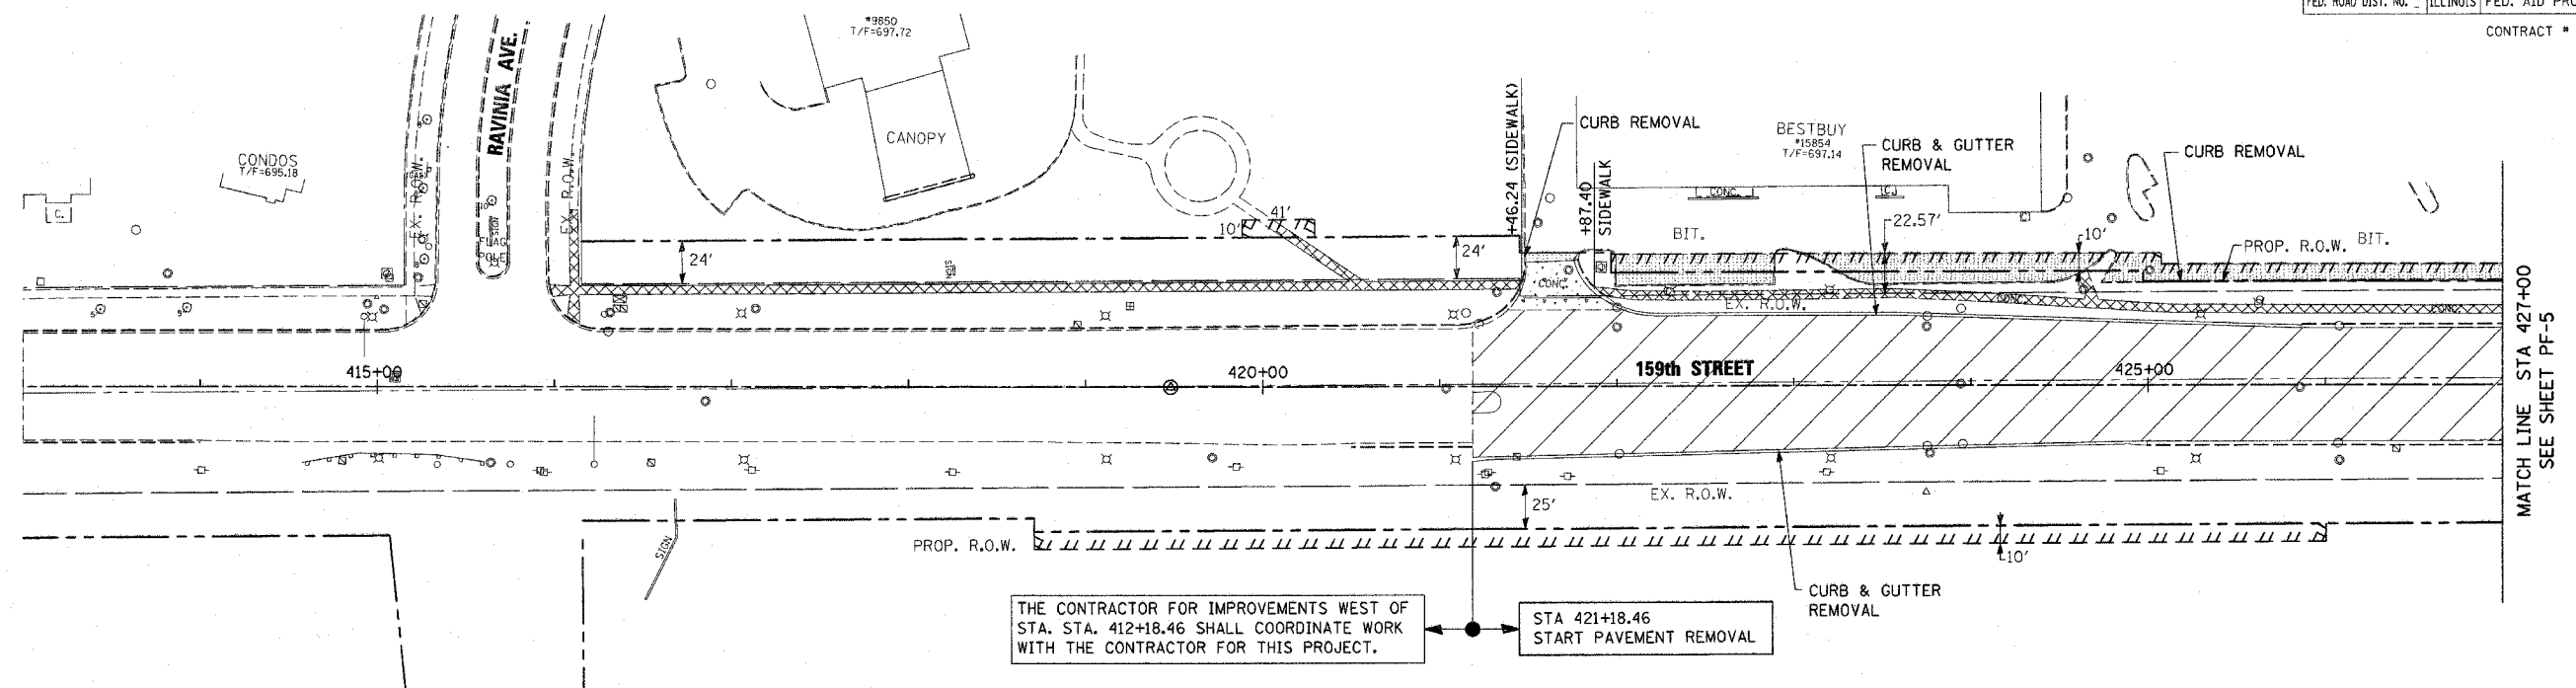 FED. ROAD DIST. NO. _ ILLINOIS FED. AID PRO
CONTRACT #
RAVINIA AVE.
*9850
T/F=697.72
CANOPY
CONDOS
T/F=695.18
C.
EX. R.O.W.
EX. R.O.W.
SIGN
FLAG
POLE
24'
SIGN
10'
41'
24'
+46.24 (SIDEWALK)
CURB REMOVAL
+87.40
SIDEWALK
BESTBUY
*15854
T/F=697.14
CURB & GUTTER
REMOVAL
CURB REMOVAL
CONC.
C.
22.57'
BIT.
10'
PROP. R.O.W.
BIT.
CONC.
CONC.
CONC.
EX. R.O.W.
415+00
420+00
159th STREET
425+00
MATCH LINE STA 427+00
SEE SHEET PF-5
EX. R.O.W.
25'
SIGN
PROP. R.O.W.
10'
CURB & GUTTER
REMOVAL
THE CONTRACTOR FOR IMPROVEMENTS WEST OF
STA. STA. 412+18.46 SHALL COORDINATE WORK
WITH THE CONTRACTOR FOR THIS PROJECT.
STA 421+18.46
START PAVEMENT REMOVAL